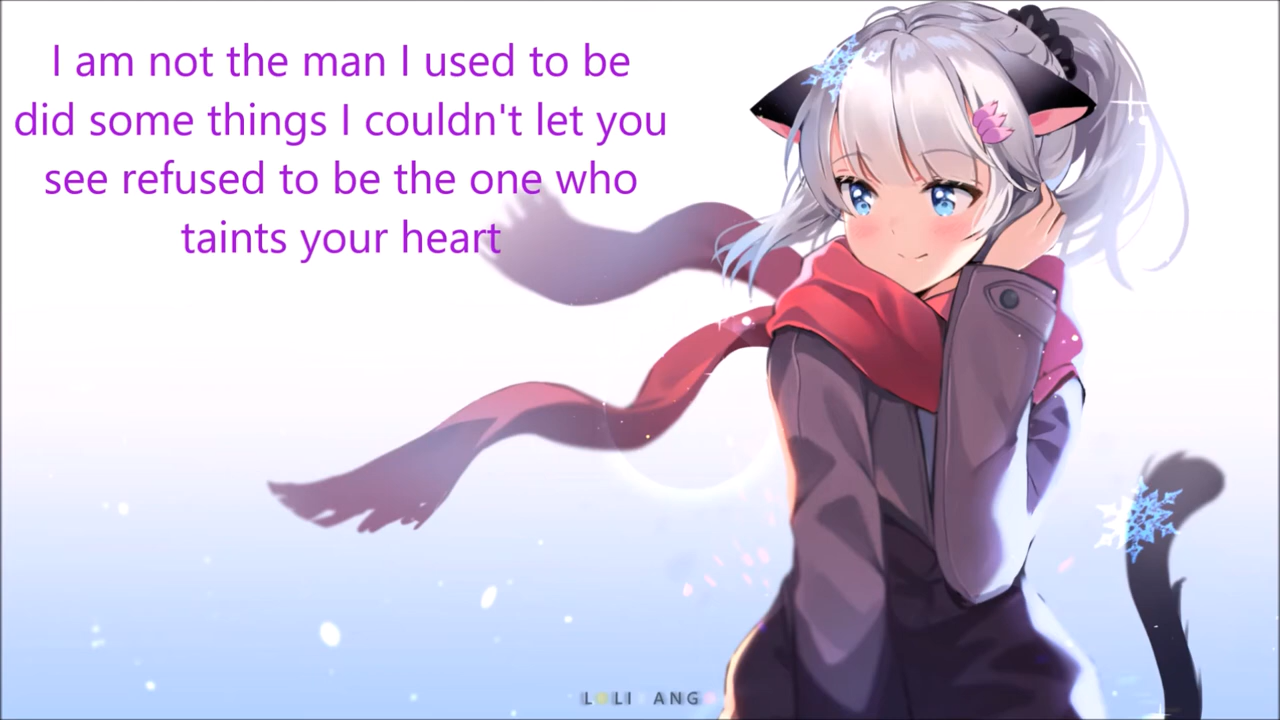 I am not the man I used to be
did some things I couldn't let you
see refused to be the one who
taints your heart